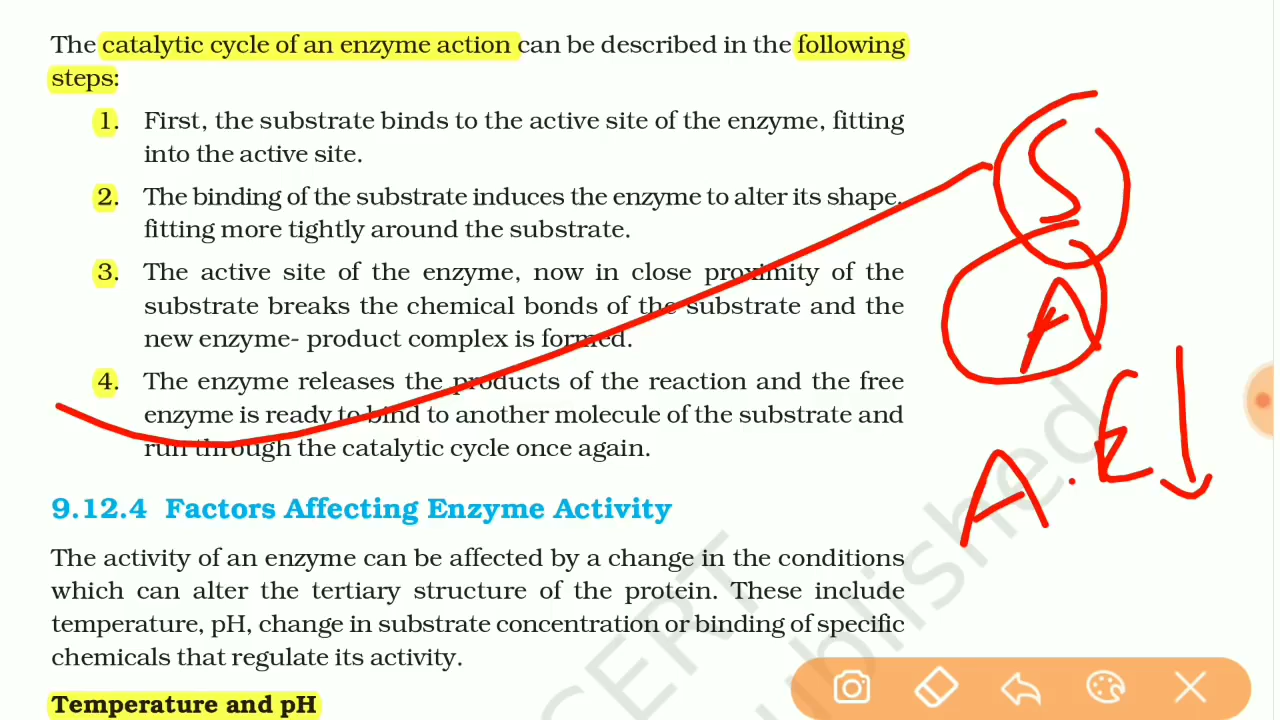 The catalytic cycle of an enzyme action can be described in the following
steps:
1. First, the substrate binds to the active site of the enzyme, fitting
into the active site.
2. The binding of the substrate induces the enzyme to alter its shape,
fitting more tightly around the substrate.
3. The active site of the enzyme, now in close proximity of the
substrate breaks the chemical bonds of the substrate and the
new enzyme- product complex is formed.
4. The enzyme releases the products of the reaction and the free
enzyme is ready to bind to another molecule of the substrate and
run through the catalytic cycle once again.
S
A
A.E↓
9.12.4 Factors Affecting Enzyme Activity
The activity of an enzyme can be affected by a change in the conditions
which can alter the tertiary structure of the protein. These include
temperature, pH, change in substrate concentration or binding of specific
chemicals that regulate its activity.
Temperature and pH